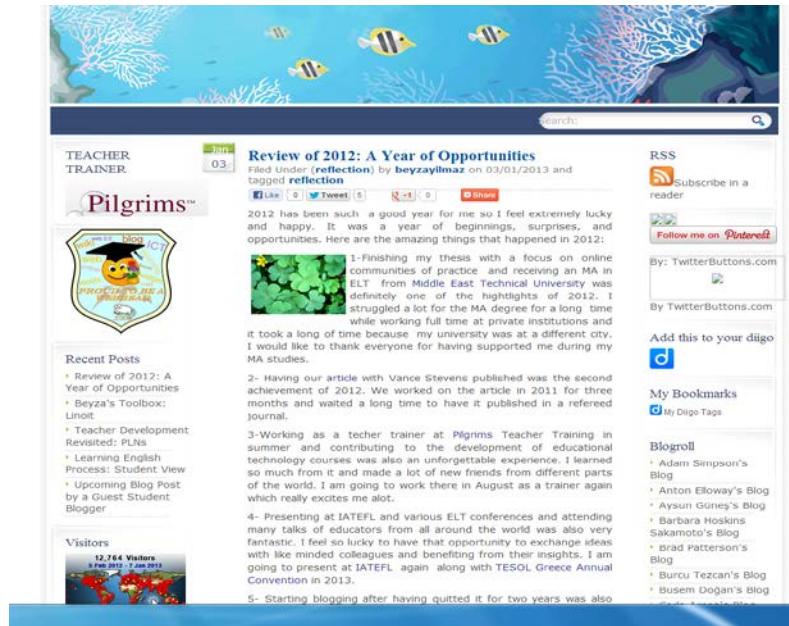 Search:
TEACHER
TRAINER
Pilgrims™
PROUD TO BE A
WEBHEAD
wiki
blog
ICT
Recent Posts
Review of 2012: A
Year of Opportunities
Beyza's Toolbox:
Linoit
Teacher Development
Revisited: PLNs
Learning English
Process: Student View
Upcoming Blog Post
by a Guest Student
Blogger
Visitors
12,764 Visitors
5 Feb 2012 - 7 Jan 2013
Jan
03
Review of 2012: A Year of Opportunities
Filed Under (reflection) by beyzayilmaz on 03/01/2013 and
tagged reflection
Like 0 Tweet 5 +1 0 Share
2012 has been such a good year for me so I feel extremely lucky
and happy. It was a year of beginnings, surprises, and
opportunities. Here are the amazing things that happened in 2012:
1-Finishing my thesis with a focus on online
communities of practice and receiving an MA in
ELT from Middle East Technical University was
definitely one of the hightlights of 2012. I
struggled a lot for the MA degree for a long time
while working full time at private institutions and
it took a long of time because my university was at a different city.
I would like to thank everyone for having supported me during my
MA studies.
2- Having our article with Vance Stevens published was the second
achievement of 2012. We worked on the article in 2011 for three
months and waited a long time to have it published in a refereed
journal.
3-Working as a techer trainer at Pilgrims Teacher Training in
summer and contributing to the development of educational
technology courses was also an unforgettable experience. I learned
so much from it and made a lot of new friends from different parts
of the world. I am going to work there in August as a trainer again
which really excites me alot.
4- Presenting at IATEFL and various ELT conferences and attending
many talks of educators from all around the world was also very
fantastic. I feel so lucky to have that opportunity to exchange ideas
with like minded colleagues and benefiting from their insights. I am
going to present at IATEFL again along with TESOL Greece Annual
Convention in 2013.
5- Starting blogging after having quitted it for two years was also
RSS
Subscribe in a
reader
Follow me on Pinterest
By: TwitterButtons.com
By TwitterButtons.com
Add this to your diigo
My Bookmarks
My Diigo Tags
Blogroll
Adam Simpson's
Blog
Anton Elloway's Blog
Aysun Güneş's Blog
Barbara Hoskins
Sakamoto's Blog
Brad Patterson's
Blog
Burcu Tezcan's Blog
Busem Doğan's Blog